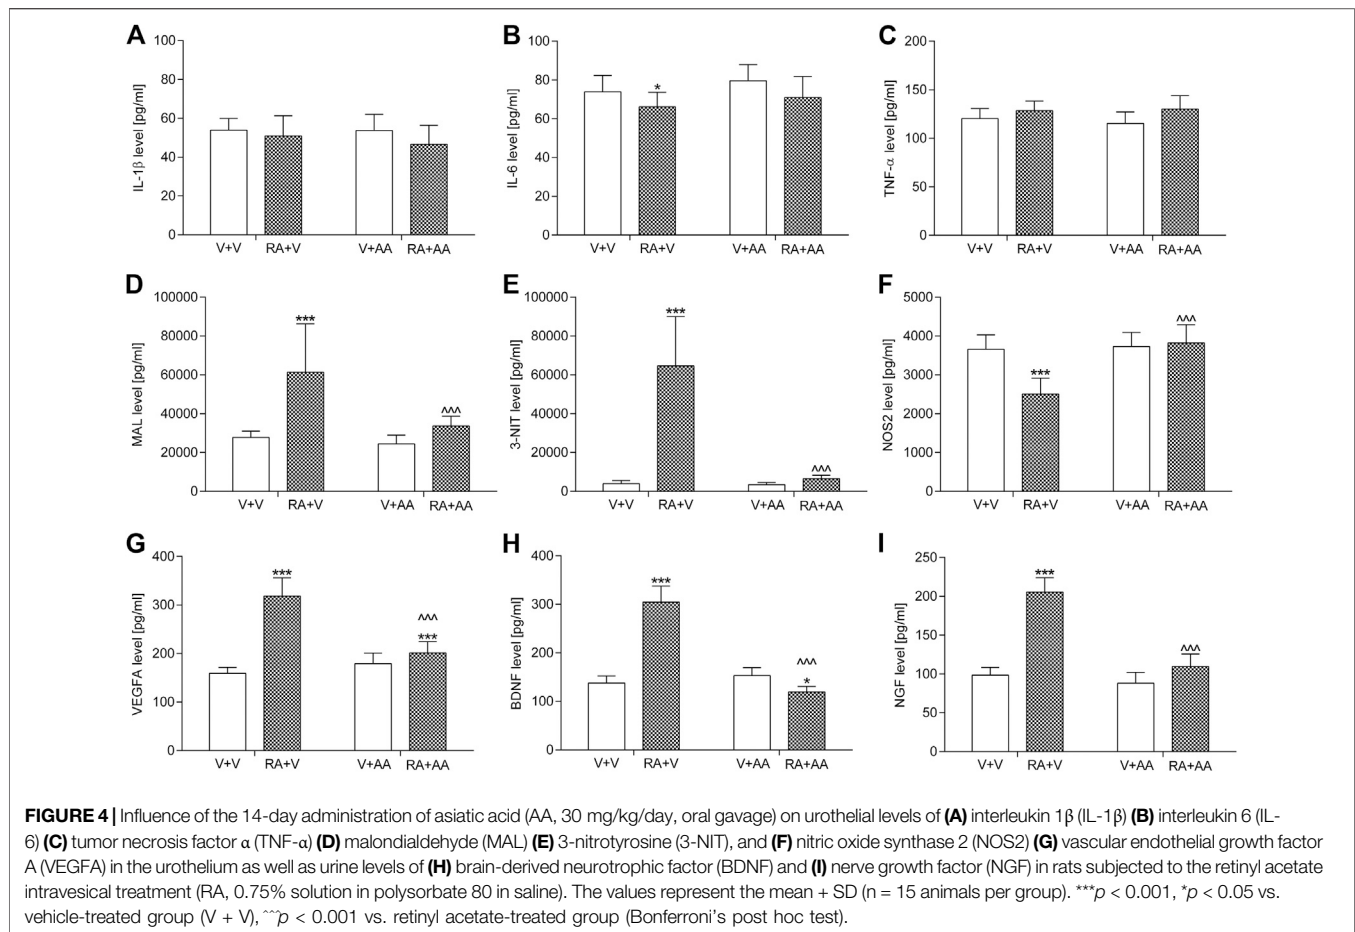 A
B
C
100
80
60
40
20
0
IL-1β level [pg/ml]
V+V
RA+V
V+AA
RA+AA
100
80
60
40
20
0
IL-6 level [pg/ml]
*
V+V
RA+V
V+AA
RA+AA
200
150
100
50
0
TNF-α level [pg/ml]
V+V
RA+V
V+AA
RA+AA
D
E
F
100000
80000
60000
40000
20000
0
MAL level [pg/ml]
***
^^^
V+V
RA+V
V+AA
RA+AA
100000
80000
60000
40000
20000
0
3-NIT level [pg/ml]
***
^^^
V+V
RA+V
V+AA
RA+AA
5000
4000
3000
2000
1000
0
NOS2 level [pg/ml]
***
^^^
V+V
RA+V
V+AA
RA+AA
G
H
I
400
300
200
100
0
VEGFA level [pg/ml]
***
^^^
***
V+V
RA+V
V+AA
RA+AA
400
300
200
100
0
BDNF level [pg/ml]
***
^^^
*
V+V
RA+V
V+AA
RA+AA
250
200
150
100
50
0
NGF level [pg/ml]
***
^^^
V+V
RA+V
V+AA
RA+AA
FIGURE 4 | Influence of the 14-day administration of asiatic acid (AA, 30 mg/kg/day, oral gavage) on urothelial levels of (A) interleukin 1β (IL-1β) (B) interleukin 6 (IL-
6) (C) tumor necrosis factor α (TNF-α) (D) malondialdehyde (MAL) (E) 3-nitrotyrosine (3-NIT), and (F) nitric oxide synthase 2 (NOS2) (G) vascular endothelial growth factor
A (VEGFA) in the urothelium as well as urine levels of (H) brain-derived neurotrophic factor (BDNF) and (I) nerve growth factor (NGF) in rats subjected to the retinyl acetate
intravesical treatment (RA, 0.75% solution in polysorbate 80 in saline). The values represent the mean + SD (n = 15 animals per group). ***p < 0.001, *p < 0.05 vs.
vehicle-treated group (V + V), ^^^p < 0.001 vs. retinyl acetate-treated group (Bonferroni's post hoc test).